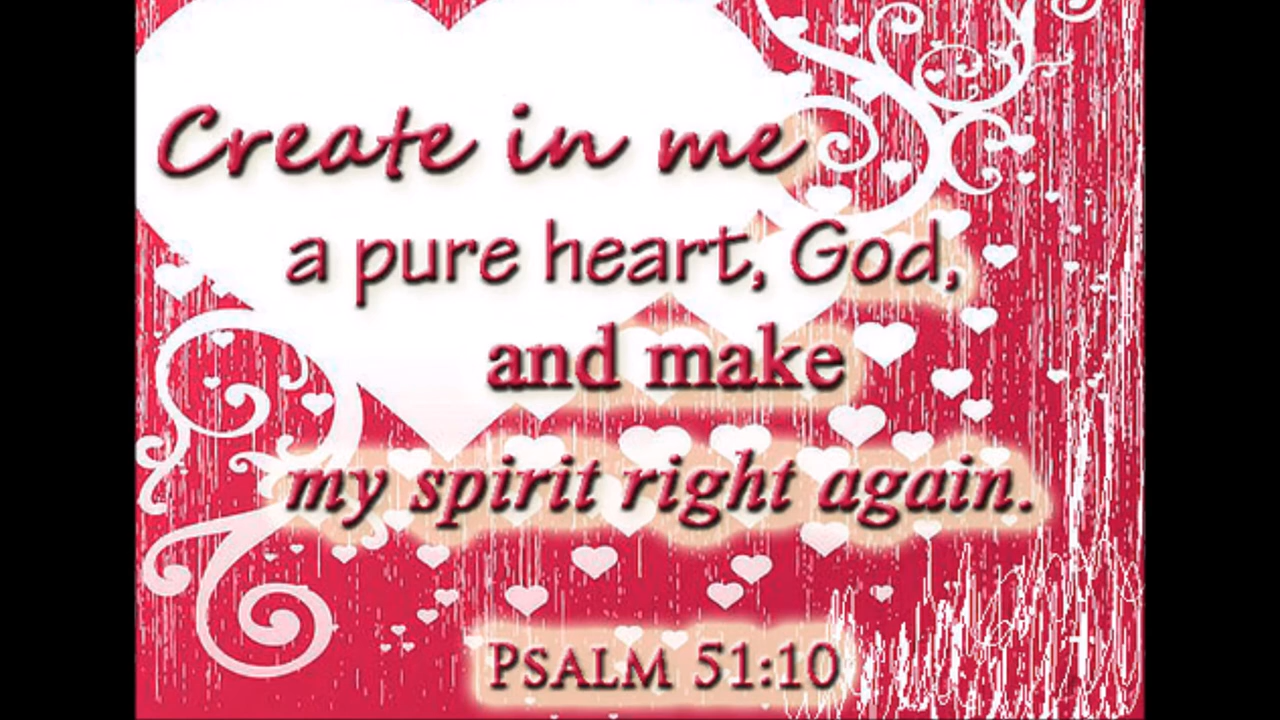 Create in me
a pure heart, God,
and make
my spirit right again.
PSALM 51:10